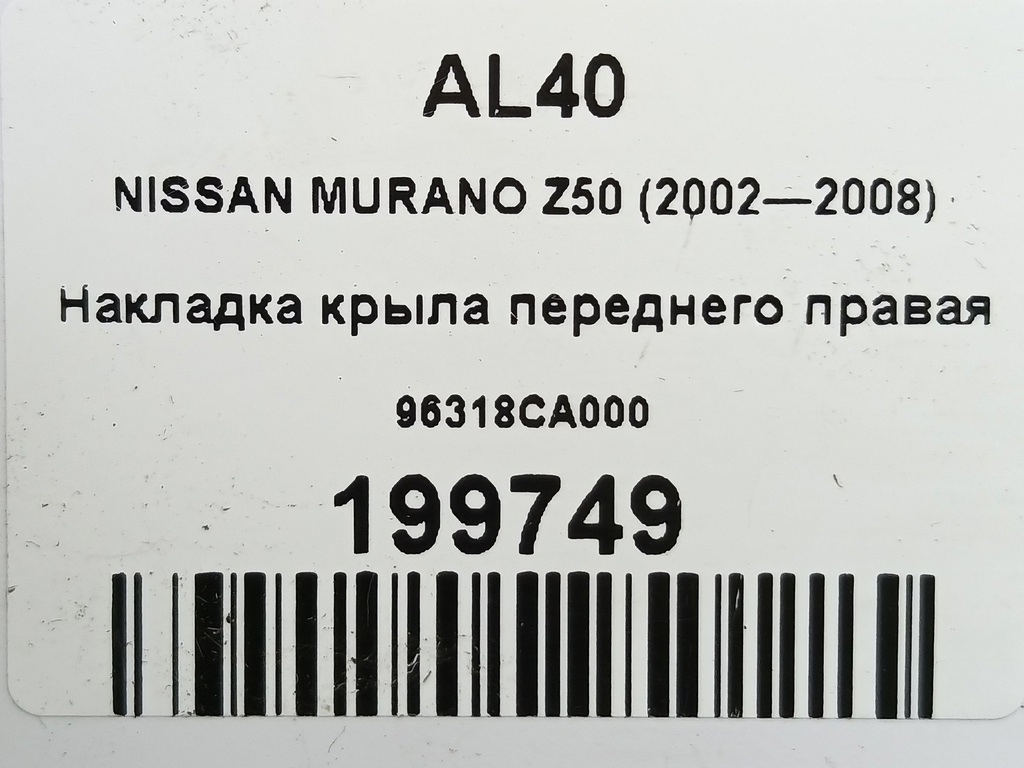 AL40
NISSAN MURANO Z50 (2002—2008)
Накладка крыла переднего правая
96318CA000
199749